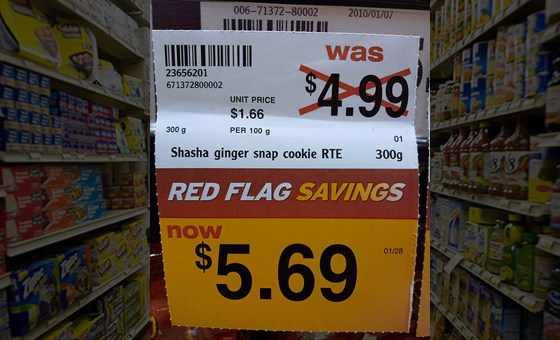 006-71372-80002 2010/01/07
was
23656201
671372800002
$4.99
UNIT PRICE
$1.66
300 g PER 100 g
01
Shasha ginger snap cookie RTE 300g
RED FLAG SAVINGS
now
$5.69
01/28